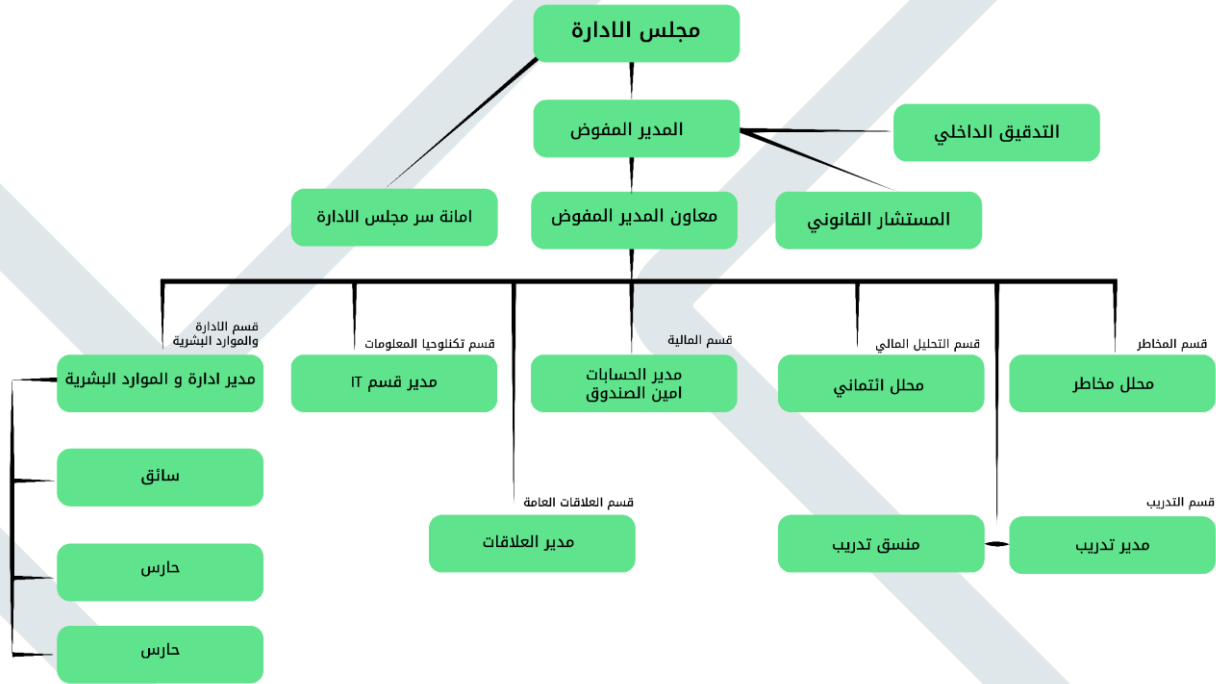 مجلس الادارة
المدير المفوض
التدقيق الداخلي
المستشار القانوني
معاون المدير المفوض
امانة سر مجلس الادارة
قسم المخاطر
محلل مخاطر
قسم التحليل المالي
محلل ائتماني
قسم المالية
مدير الحسابات
امين الصندوق
قسم تكنلوحيا المعلومات
مدير قسم IT
قسم الادارة
والموارد البشرية
مدير ادارة و الموارد البشرية
سائق
حارس
حارس
قسم التدريب
مدير تدريب
منسق تدريب
قسم العلاقات العامة
مدير العلاقات